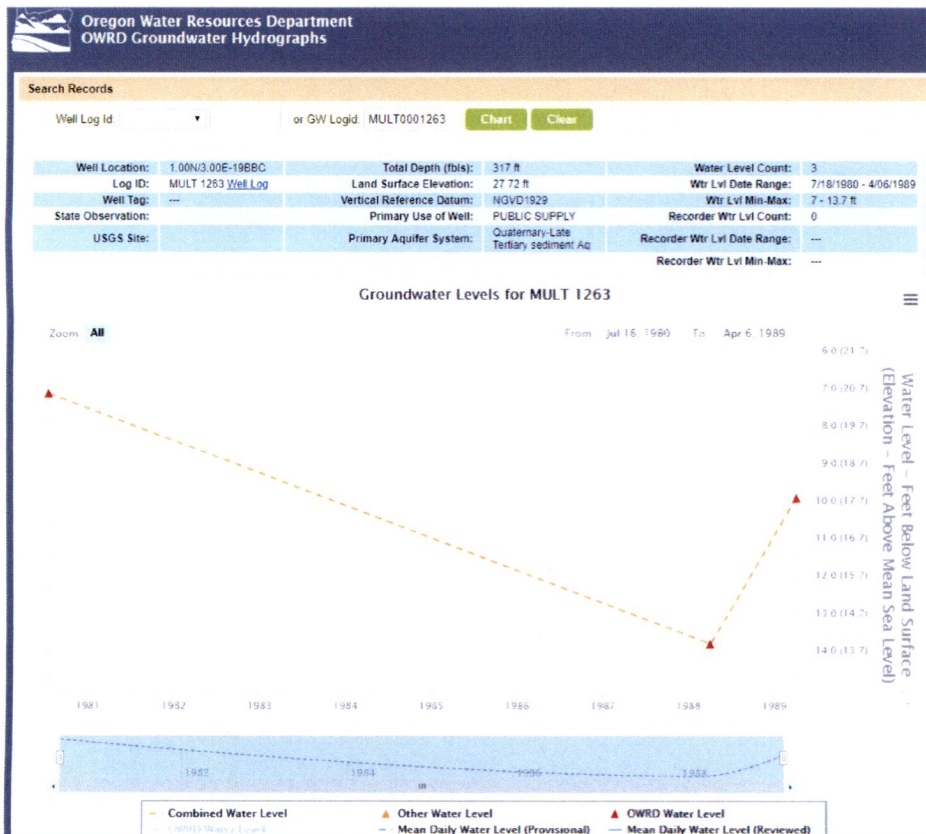 Oregon Water Resources Department
OWRD Groundwater Hydrographs
Search Records
Well Log Id: or GW Logid: MULT0001263 Chart Clear
Well Location: 1.00N/3.00E-19BBC Total Depth (fbls): 317 ft Water Level Count: 3
Log ID: MULT 1263 Well Log Land Surface Elevation: 27.72 ft Wtr Lvl Date Range: 7/18/1980 - 4/06/1989
Well Tag: --- Vertical Reference Datum: NGVD1929 Wtr Lvl Min-Max: 7 - 13.7 ft
State Observation: Primary Use of Well: PUBLIC SUPPLY Recorder Wtr Lvl Count: 0
USGS Site: Primary Aquifer System: Quaternary-Late Tertiary sediment Aq Recorder Wtr Lvl Date Range: ---
Recorder Wtr Lvl Min-Max: ---
Groundwater Levels for MULT 1263
Zoom All From Jul 18, 1980 To Apr 6, 1989
6.0 (21.7)
7.0 (20.7)
8.0 (19.7)
9.0 (18.7)
10.0 (17.7)
11.0 (16.7)
12.0 (15.7)
13.0 (14.7)
14.0 (13.7)
Water Level - Feet Below Land Surface
(Elevation - Feet Above Mean Sea Level)
1981 1982 1983 1984 1985 1986 1987 1988 1989
1982 1984 1986 1988
Combined Water Level Other Water Level OWRD Water Level
OWRD Water Level Mean Daily Water Level (Provisional) Mean Daily Water Level (Reviewed)